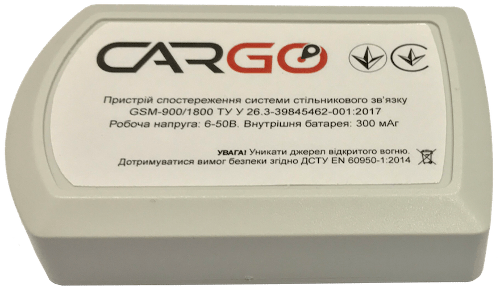 CARGO
Пристрій спостереження системи стільникового зв'язку
GSM-900/1800 ТУ У 26.3-39845462-001:2017
Робоча напруга: 6-50В. Внутрішня батарея: 300 мАг
УВАГА! Уникати джерел відкритого вогню.
Дотримуватися вимог безпеки згідно ДСТУ EN 60950-1:2014